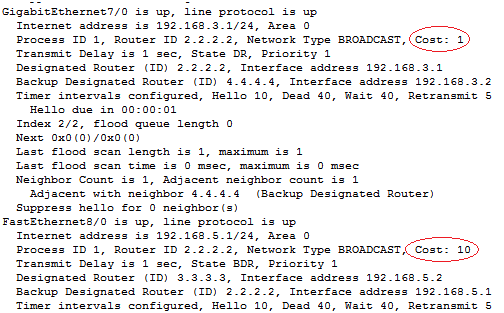 GigabitEthernet7/0 is up, line protocol is up
Internet address is 192.168.3.1/24, Area 0
Process ID 1, Router ID 2.2.2.2, Network Type BROADCAST, Cost: 1
Transmit Delay is 1 sec, State DR, Priority 1
Designated Router (ID) 2.2.2.2, Interface address 192.168.3.1
Backup Designated Router (ID) 4.4.4.4, Interface address 192.168.3.2
Timer intervals configured, Hello 10, Dead 40, Wait 40, Retransmit 5
Hello due in 00:00:01
Index 2/2, flood queue length 0
Next 0x0(0)/0x0(0)
Last flood scan length is 1, maximum is 1
Last flood scan time is 0 msec, maximum is 0 msec
Neighbor Count is 1, Adjacent neighbor count is 1
Adjacent with neighbor 4.4.4.4 (Backup Designated Router)
Suppress hello for 0 neighbor(s)
FastEthernet8/0 is up, line protocol is up
Internet address is 192.168.5.1/24, Area 0
Process ID 1, Router ID 2.2.2.2, Network Type BROADCAST, Cost: 10
Transmit Delay is 1 sec, State BDR, Priority 1
Designated Router (ID) 3.3.3.3, Interface address 192.168.5.2
Backup Designated Router (ID) 2.2.2.2, Interface address 192.168.5.1
Timer intervals configured, Hello 10, Dead 40, Wait 40, Retransmit 5